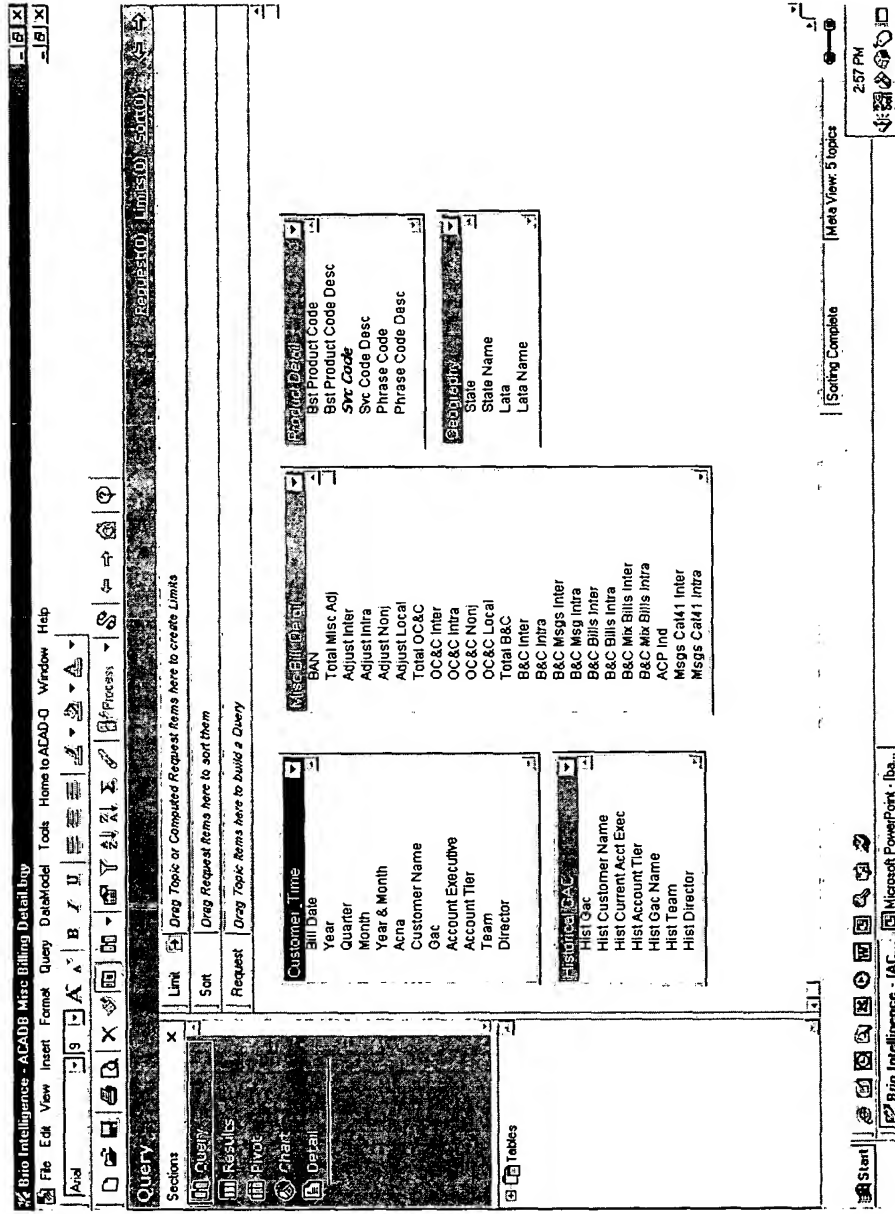 Brio Intelligence - ACADB Misc Billing Detail.bqy
File Edit View Insert Format Query DataModel Tools Home to ACAD-O Window Help
Arial 9 A A B I U
Process
Query Request(0) Limits(0) Sort(0)
Sections
Query
Results
Pivot
Chart
Detail
Tables
Limit Drag Topic or Computed Request Items here to create Limits
Sort Drag Request Items here to sort them
Request Drag Topic Items here to build a Query
Customer_Time
Bill Date
Year
Quarter
Month
Year & Month
Acna
Customer Name
Gac
Account Executive
Account Tier
Team
Director
Historical GAC
Hist Gac
Hist Customer Name
Hist Current Acct Exec
Hist Account Tier
Hist Gac Name
Hist Team
Hist Director
Misc Bill Detail
BAN
Total Misc Adj
Adjust Inter
Adjust Intra
Adjust Nonj
Adjust Local
Total OC&C
OC&C Inter
OC&C Intra
OC&C Nonj
OC&C Local
Total B&C
B&C Inter
B&C Intra
B&C Msgs Inter
B&C Msg Intra
B&C Bills Inter
B&C Bills Intra
B&C Mix Bills Inter
B&C Mix Bills Intra
ACP Ind
Msgs Cat41 Inter
Msgs Cat41 Intra
Product Detail
Bst Product Code
Bst Product Code Desc
Svc Code
Svc Code Desc
Phrase Code
Phrase Code Desc
Geography
State
State Name
Lata
Lata Name
Sorting Complete
Meta View: 5 topics
Start
Brio Intelligence - [AC...
Microsoft PowerPoint - [ba...
2:57 PM